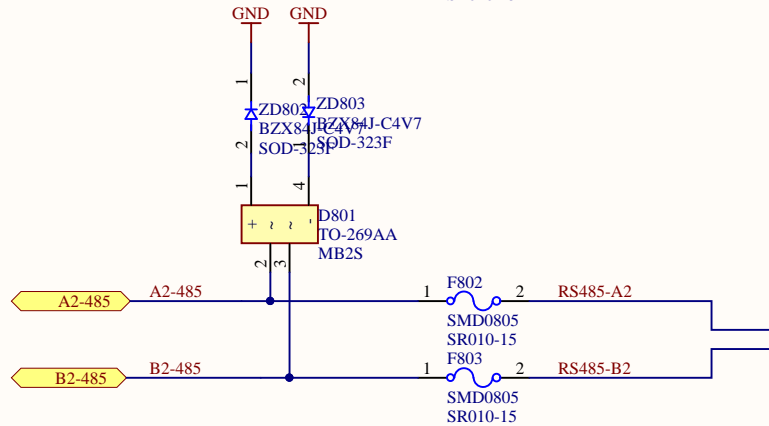 GND
GND
1
2
ZD802
ZD803
BZX84J-C4V7
BZX84J-C4V7
SOD-323F
SOD-323F
2
1
1
4
+
~
~
-
D801
TO-269AA
MB2S
2
3
A2-485
A2-485
1
F802
2
RS485-A2
SMD0805
SR010-15
B2-485
B2-485
1
F803
2
RS485-B2
SMD0805
SR010-15